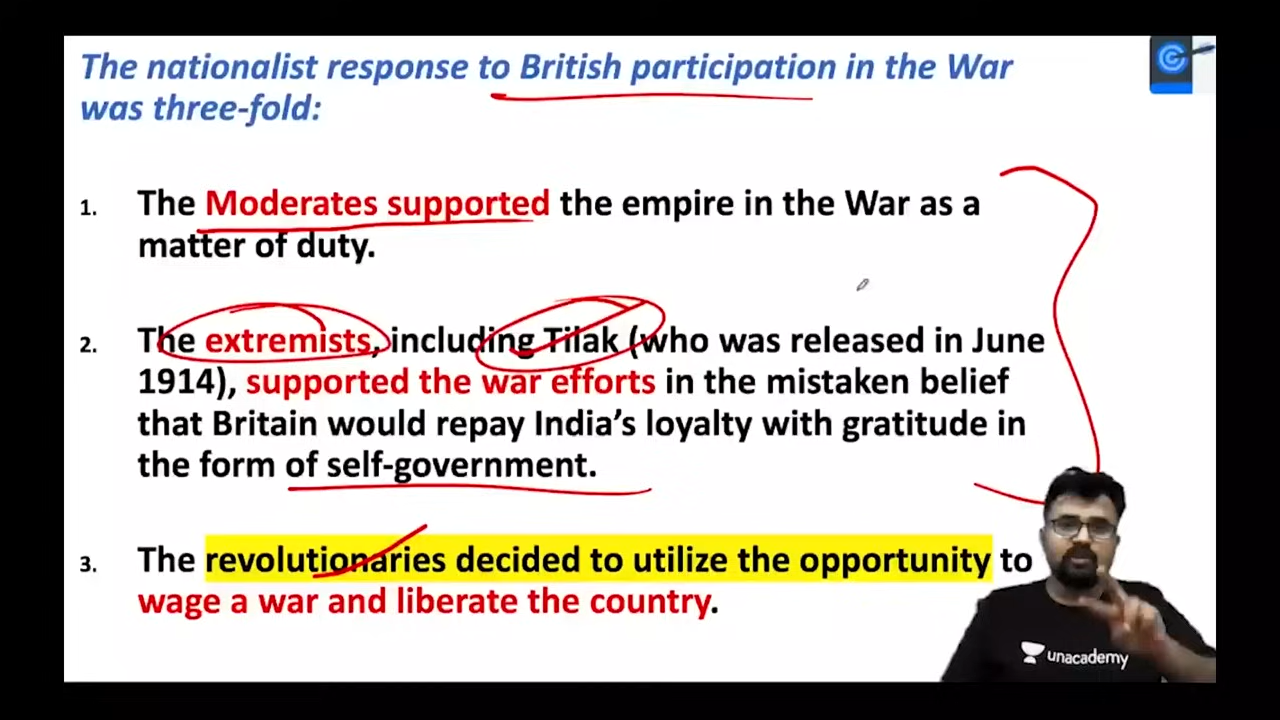 The nationalist response to British participation in the War
was three-fold:
1. The Moderates supported the empire in the War as a
matter of duty.
2. The extremists, including Tilak (who was released in June
1914), supported the war efforts in the mistaken belief
that Britain would repay India’s loyalty with gratitude in
the form of self-government.
3. The revolutionaries decided to utilize the opportunity to
wage a war and liberate the country.
unacademy